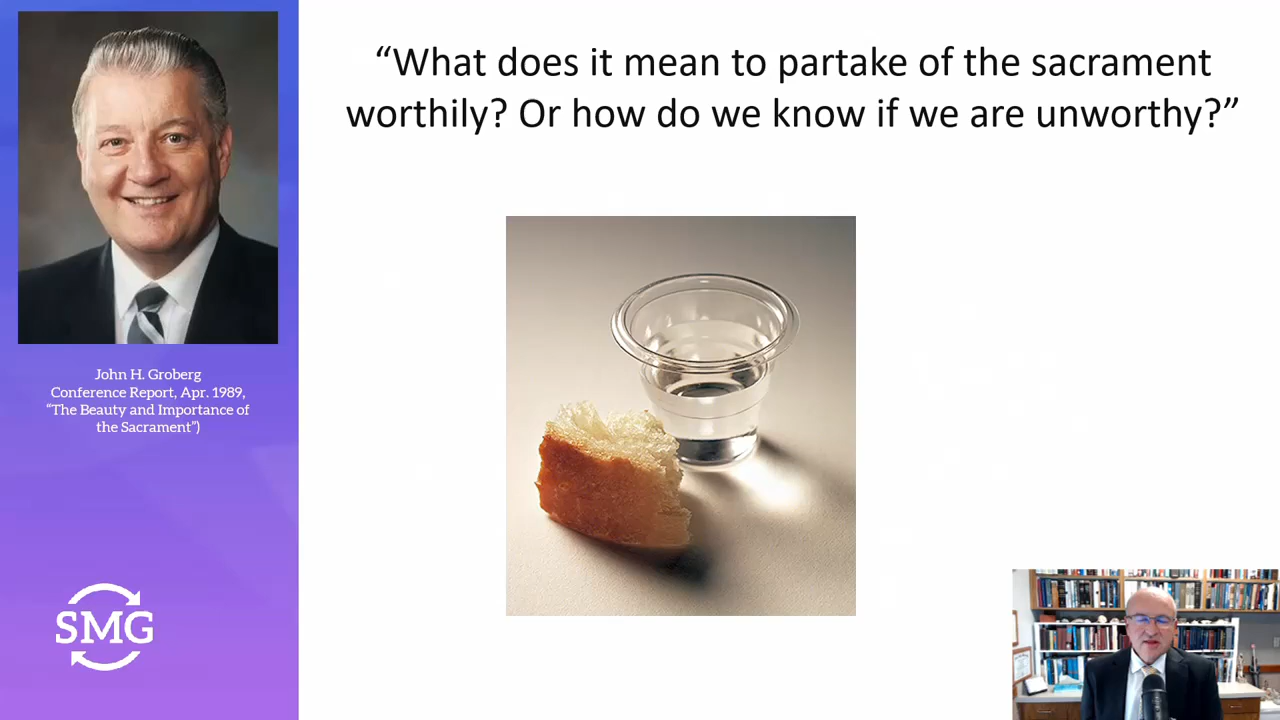 “What does it mean to partake of the sacrament
worthily? Or how do we know if we are unworthy?”
John H. Groberg
Conference Report, Apr. 1989,
“The Beauty and Importance of
the Sacrament”)
SMG